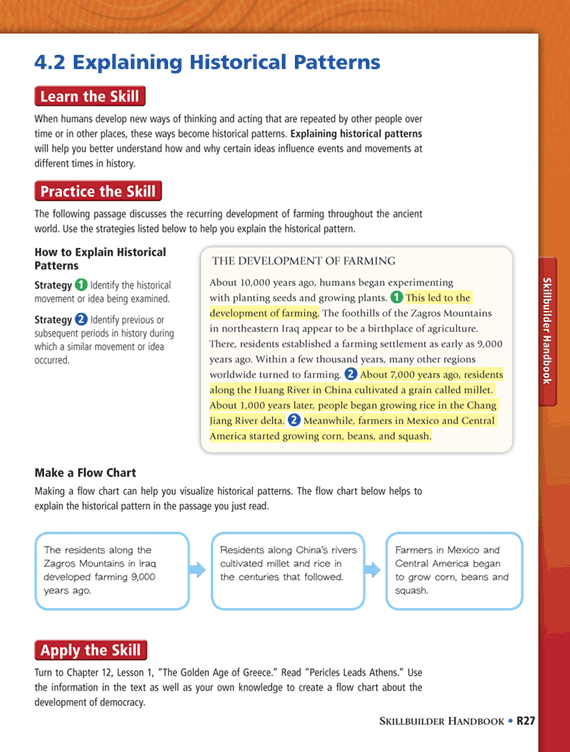 4.2 Explaining Historical Patterns
Learn the Skill
When humans develop new ways of thinking and acting that are repeated by other people over
time or in other places, these ways become historical patterns. Explaining historical patterns
will help you better understand how and why certain ideas influence events and movements at
different times in history.
Practice the Skill
The following passage discusses the recurring development of farming throughout the ancient
world. Use the strategies listed below to help you explain the historical pattern.
How to Explain Historical
Patterns
Strategy 1 Identify the historical
movement or idea being examined.
Strategy 2 Identify previous or
subsequent periods in history during
which a similar movement or idea
occurred.
THE DEVELOPMENT OF FARMING
About 10,000 years ago, humans began experimenting
with planting seeds and growing plants. 1 This led to the
development of farming. The foothills of the Zagros Mountains
in northeastern Iraq appear to be a birthplace of agriculture.
There, residents established a farming settlement as early as 9,000
years ago. Within a few thousand years, many other regions
worldwide turned to farming. 2 About 7,000 years ago, residents
along the Huang River in China cultivated a grain called millet.
About 1,000 years later, people began growing rice in the Chang
Jiang River delta. 2 Meanwhile, farmers in Mexico and Central
America started growing corn, beans, and squash.
Make a Flow Chart
Making a flow chart can help you visualize historical patterns. The flow chart below helps to
explain the historical pattern in the passage you just read.
The residents along the
Zagros Mountains in Iraq
developed farming 9,000
years ago.
Residents along China's rivers
cultivated millet and rice in
the centuries that followed.
Farmers in Mexico and
Central America began
to grow corn, beans and
squash.
Apply the Skill
Turn to Chapter 12, Lesson 1, "The Golden Age of Greece." Read "Pericles Leads Athens." Use
the information in the text as well as your own knowledge to create a flow chart about the
development of democracy.
Skillbuilder Handbook
SKILLBUILDER HANDBOOK • R27